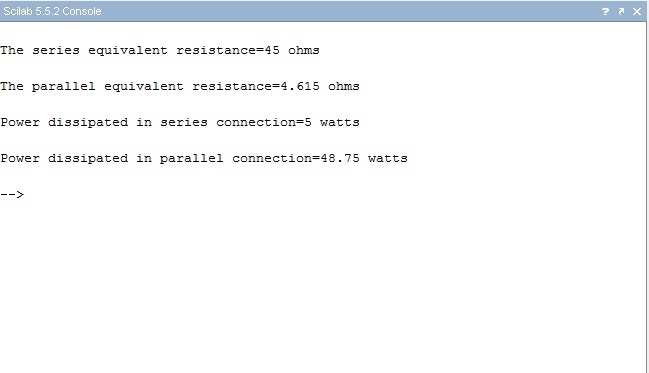 Scilab 5.5.2 Console
? ↗ ✕
The series equivalent resistance=45 ohms
The parallel equivalent resistance=4.615 ohms
Power dissipated in series connection=5 watts
Power dissipated in parallel connection=48.75 watts
-->